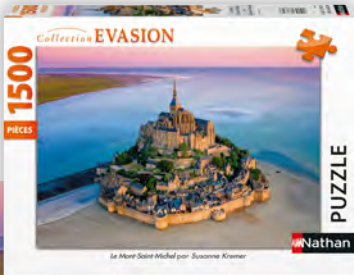 Collection EVASION
1500
PIÈCES
Le Mont-Saint-Michel par Susanne Kremer
PUZZLE
Nathan